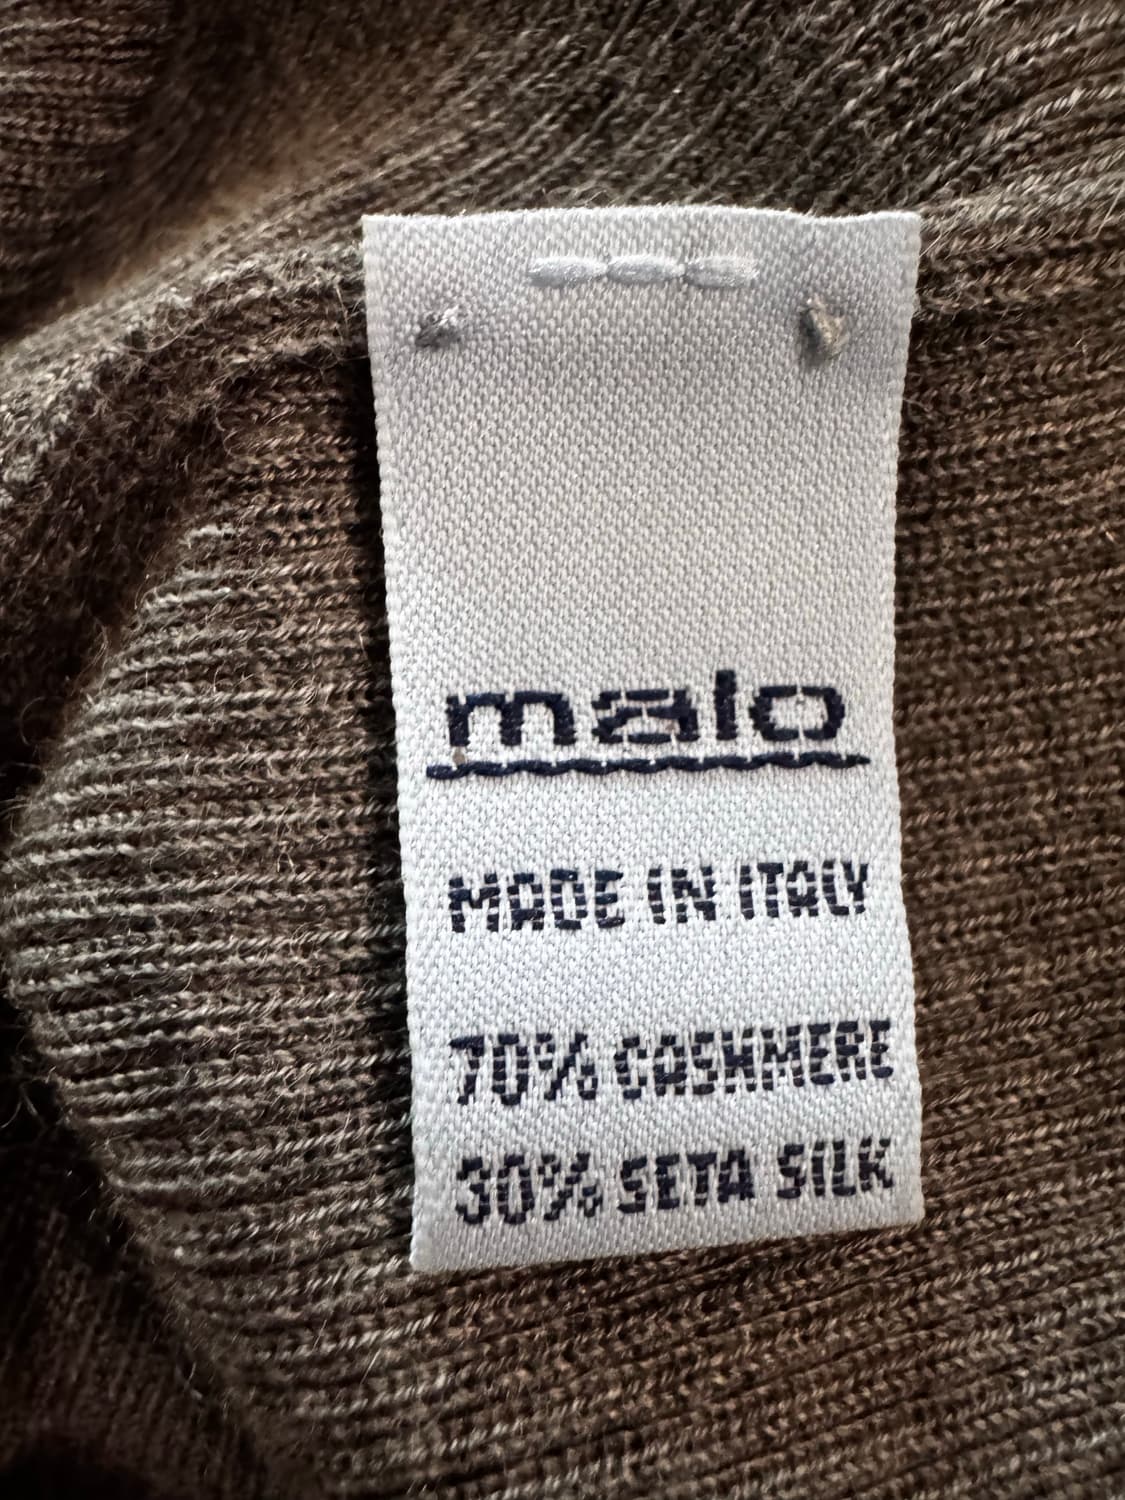 malo
MADE IN ITALY
70% CASHMERE
30% SETA SILK